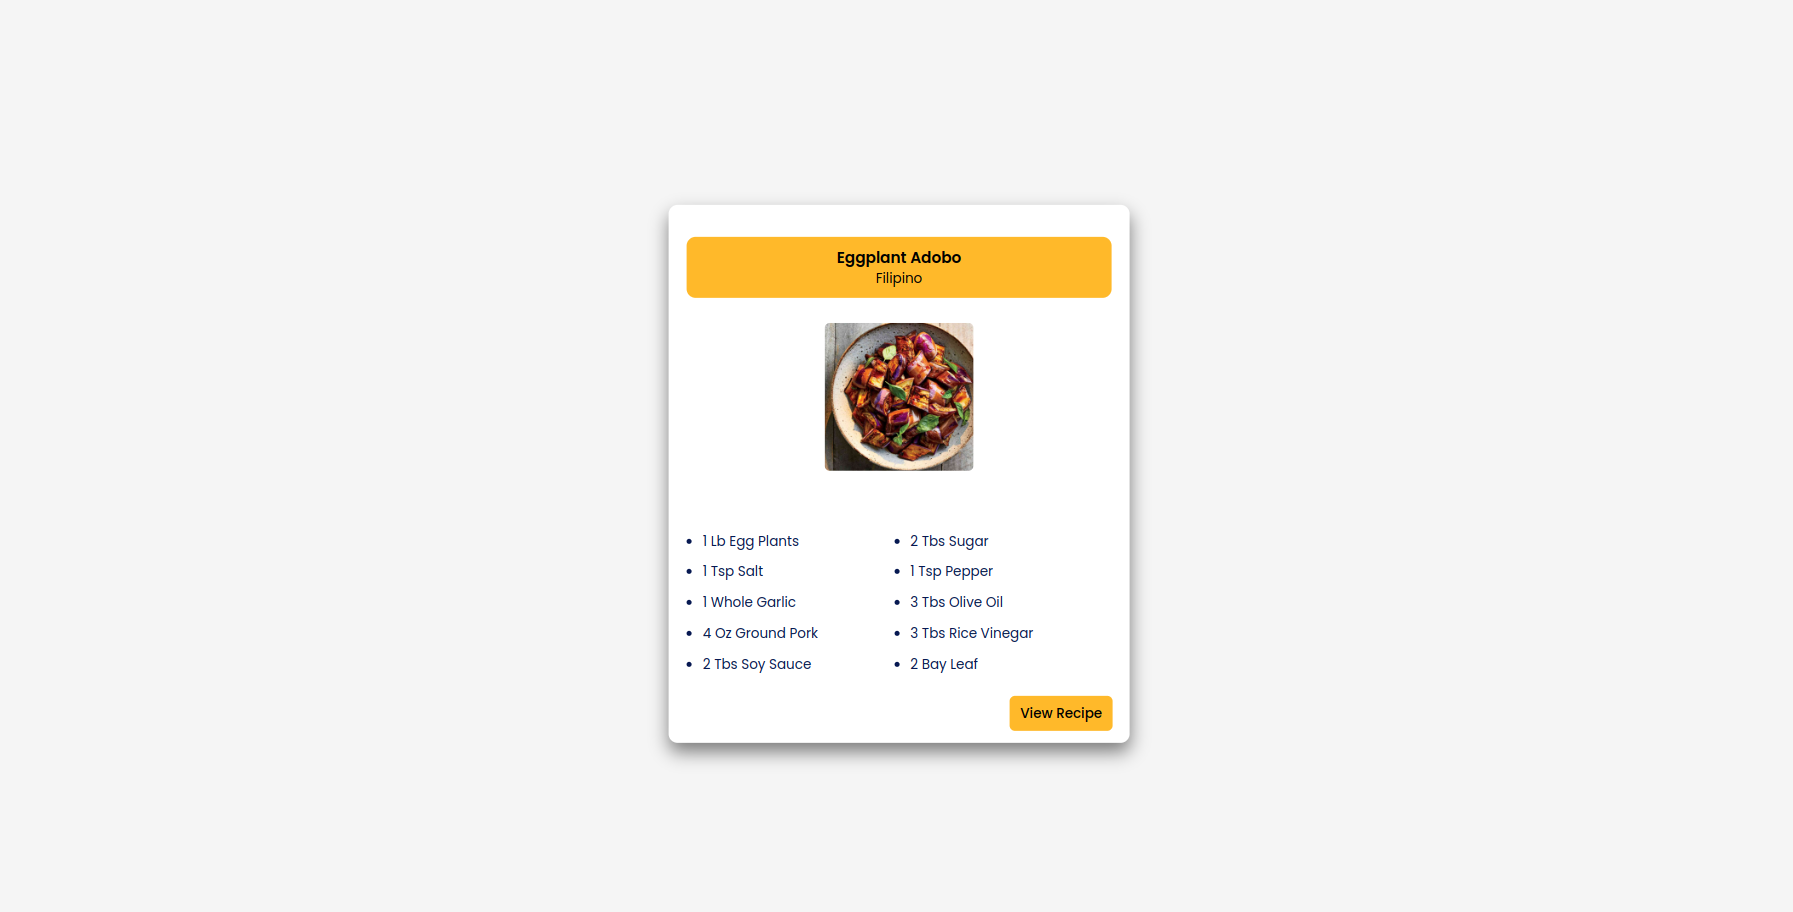 Eggplant Adobo
Filipino
1 Lb Egg Plants
1 Tsp Salt
1 Whole Garlic
4 Oz Ground Pork
2 Tbs Soy Sauce
2 Tbs Sugar
1 Tsp Pepper
3 Tbs Olive Oil
3 Tbs Rice Vinegar
2 Bay Leaf
View Recipe